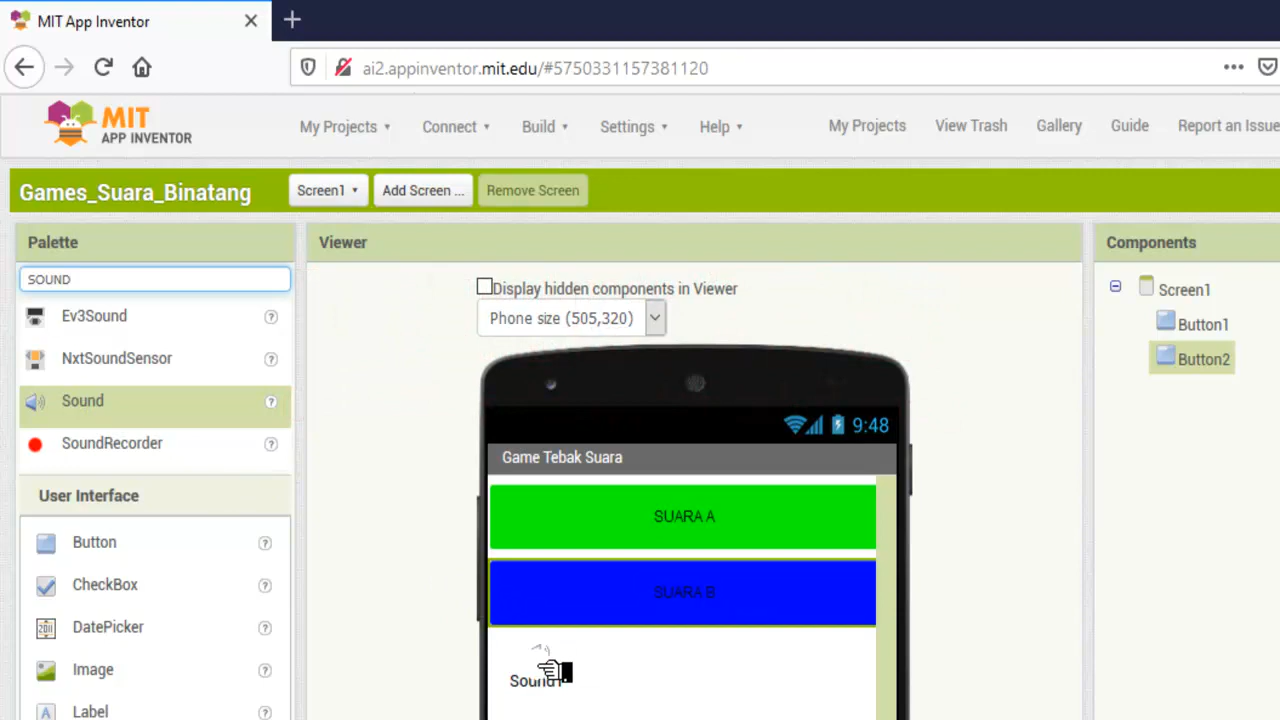 MIT App Inventor
ai2.appinventor.mit.edu/#5750331157381120
MIT
APP INVENTOR
My Projects Connect Build Settings Help My Projects View Trash Gallery Guide Report an Issue
Games_Suara_Binatang Screen1 Add Screen ... Remove Screen
Palette
SOUND
Ev3Sound
NxtSoundSensor
Sound
SoundRecorder
User Interface
Button
CheckBox
DatePicker
Image
Label
Viewer
Display hidden components in Viewer
Phone size (505,320)
9:48
Game Tebak Suara
SUARA A
SUARA B
Sound1
Components
Screen1
Button1
Button2